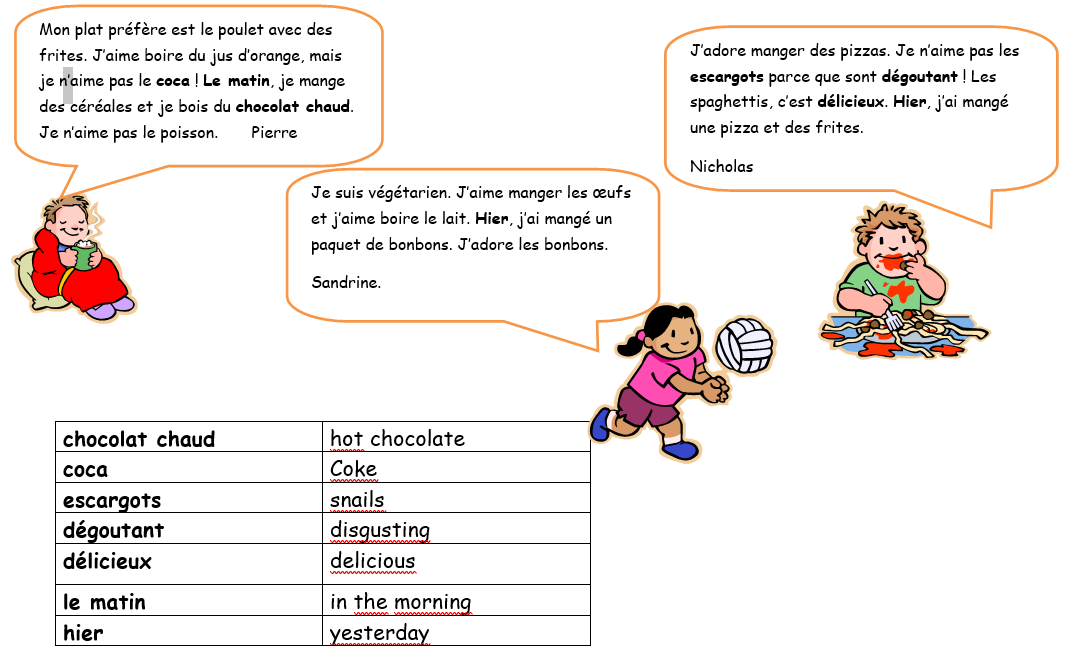 Mon plat préfère est le poulet avec des
frites. J’aime boire du jus d’orange, mais
je n’aime pas le coca ! Le matin, je mange
des céréales et je bois du chocolat chaud.
Je n’aime pas le poisson. Pierre
J’adore manger des pizzas. Je n’aime pas les
escargots parce que sont dégoutant ! Les
spaghettis, c’est délicieux. Hier, j’ai mangé
une pizza et des frites.
Nicholas
Je suis végétarien. J’aime manger les œufs
et j’aime boire le lait. Hier, j’ai mangé un
paquet de bonbons. J’adore les bonbons.
Sandrine.
chocolat chaud hot chocolate
coca Coke
escargots snails
dégoutant disgusting
délicieux delicious
le matin in the morning
hier yesterday